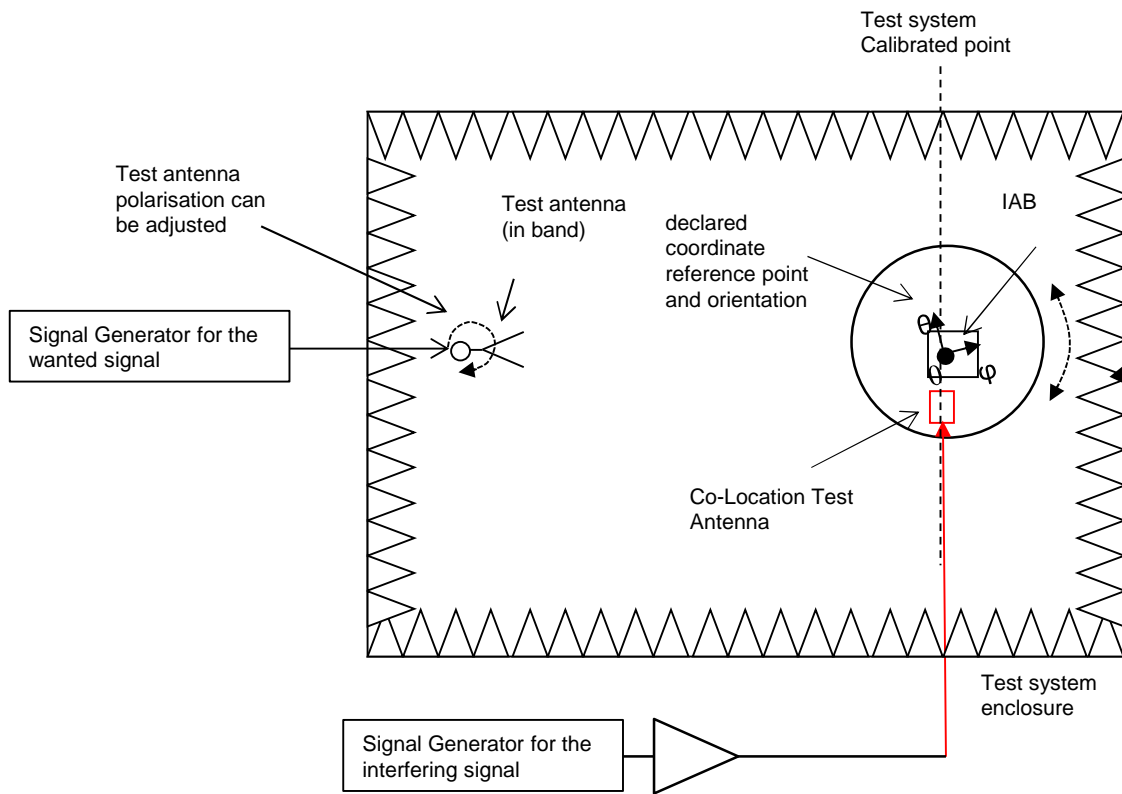 Test system
Calibrated point
Test antenna
polarisation can
be adjusted
Test antenna
(in band)
IAB
declared
coordinate
reference point
and orientation
Signal Generator for the
wanted signal
θ
θ
φ
Co-Location Test
Antenna
Test system
enclosure
Signal Generator for the
interfering signal